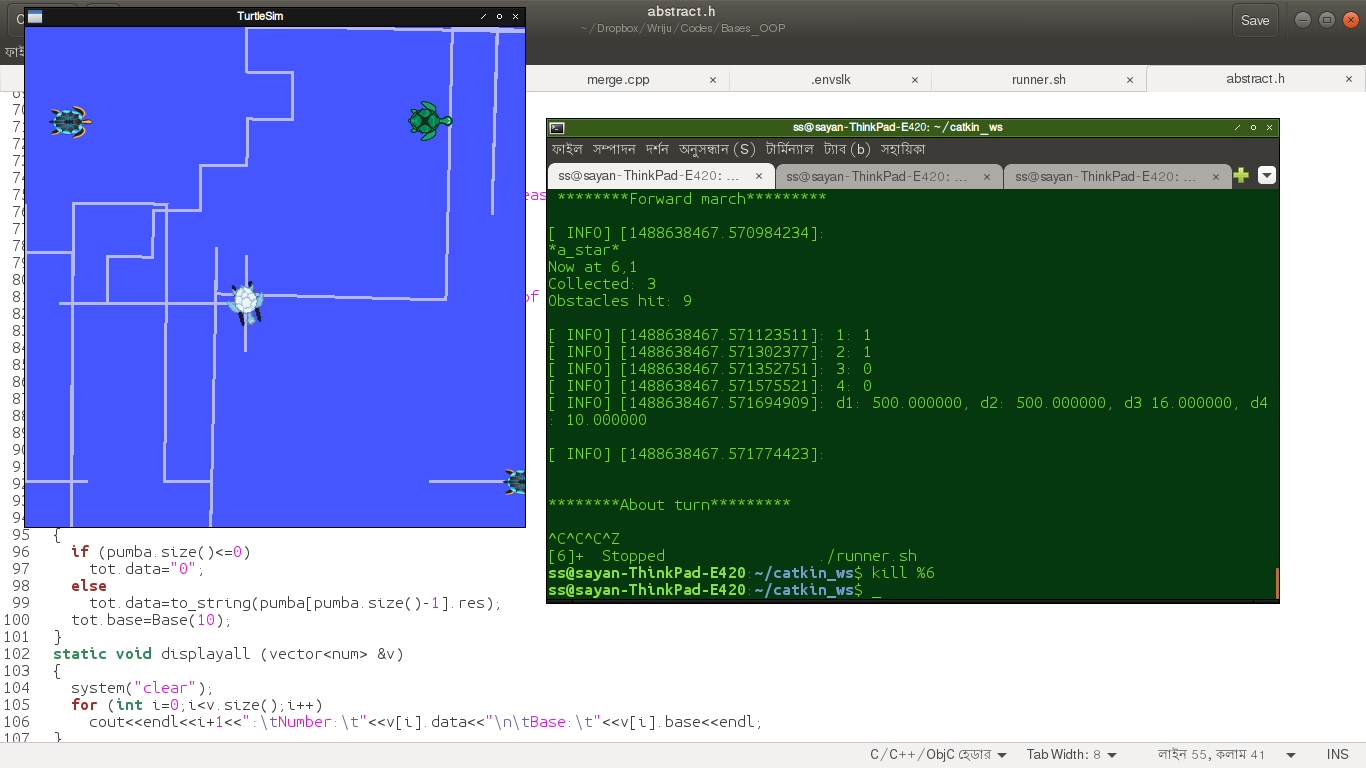 TurtleSim
abstract.h
~/Dropbox/Wriju/Codes/Bases_OOP
Save
merge.cpp × .envslk × runner.sh × abstract.h ×
ss@sayan-ThinkPad-E420: ~/catkin_ws
ফাইল সম্পাদন দর্শন অনুসন্ধান (S) টার্মিন্যাল ট্যাব (b) সহায়িকা
ss@sayan-ThinkPad-E420: ... × ss@sayan-ThinkPad-E420: ... × ss@sayan-ThinkPad-E420: ... ×
********Forward march*********
[ INFO] [1488638467.570984234]:
*a_star*
Now at 6,1
Collected: 3
Obstacles hit: 9
[ INFO] [1488638467.571123511]: 1: 1
[ INFO] [1488638467.571302377]: 2: 1
[ INFO] [1488638467.571352751]: 3: 0
[ INFO] [1488638467.571575521]: 4: 0
[ INFO] [1488638467.571694909]: d1: 500.000000, d2: 500.000000, d3 16.000000, d4
: 10.000000
[ INFO] [1488638467.571774423]:
********About turn*********
^C^C^C^Z
[6]+  Stopped                 ./runner.sh
ss@sayan-ThinkPad-E420:~/catkin_ws$ kill %6
ss@sayan-ThinkPad-E420:~/catkin_ws$ _
eas
of
95 {
96 if (pumba.size()<=0)
97 tot.data="0";
98 else
99 tot.data=to_string(pumba[pumba.size()-1].res);
100 tot.base=Base(10);
101 }
102 static void displayall (vector<num> &v)
103 {
104 system("clear");
105 for (int i=0;i<v.size();i++)
106 cout<<endl<<i+1<<":\tNumber:\t"<<v[i].data<<"\n\tBase:\t"<<v[i].base<<endl;
107 }
C/C++/ObjC হেডার Tab Width: 8 লাইন 55, কলাম 41 INS